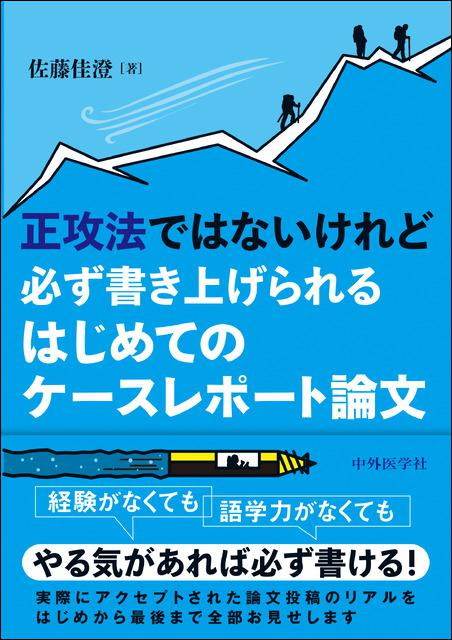 佐藤佳澄［著］
正攻法ではないけれど
必ず書き上げられる
はじめての
ケースレポート論文
中外医学社
経験がなくても
語学力がなくても
やる気があれば必ず書ける！
実際にアクセプトされた論文投稿のリアルを
はじめから最後まで全部お見せします